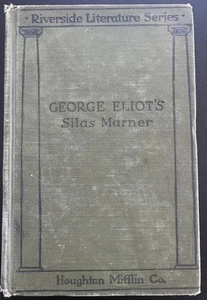 · Riverside Literature Series ·
GEORGE ELIOT'S
Silas Marner
Houghton Mifflin Co.